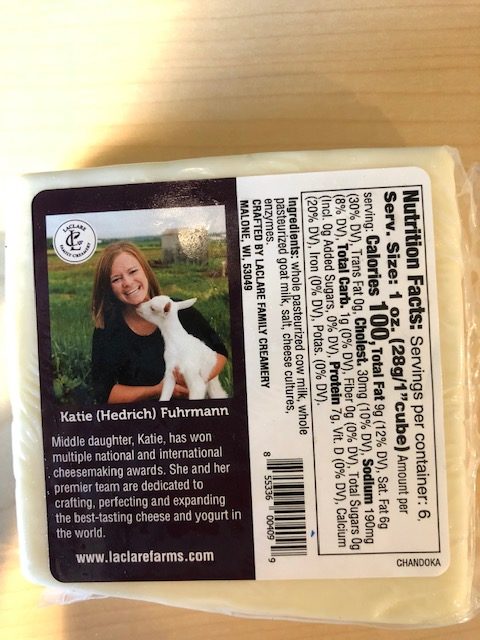 LACLARE
LC
FAMILY CREAMERY
Katie (Hedrich) Fuhrmann
Middle daughter, Katie, has won
multiple national and international
cheesemaking awards. She and her
premier team are dedicated to
crafting, perfecting and expanding
the best-tasting cheese and yogurt in
the world.
www.laclarefarms.com
Nutrition Facts: Servings per container: 6,
Serv. Size: 1 oz. (28g/1"cube) Amount per
serving: Calories 100, Total Fat 9g (12% DV), Sat. Fat 6g
(30% DV), Trans Fat 0g, Cholest. 30mg (10% DV), Sodium 190mg
(8% DV), Total Carb. 1g (0% DV), Fiber 0g (0% DV), Total Sugars 0g
(Incl. 0g Added Sugars, 0% DV), Protein 7g, Vit. D (0% DV), Calcium
(20% DV), Iron (0% DV), Potas. (0% DV).
Ingredients: whole pasteurized cow milk, whole
pasteurized goat milk, salt, cheese cultures,
enzymes.
CRAFTED BY LACLARE FAMILY CREAMERY
MALONE, WI, 53049
8 55336 00409 9
CHANDOKA